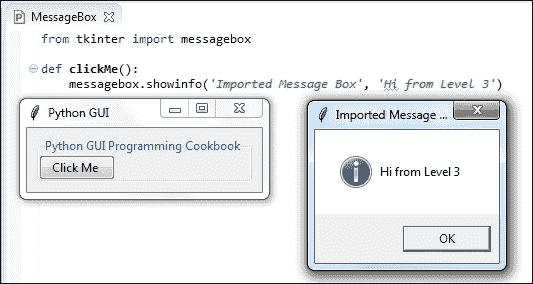 MessageBox
from tkinter import messagebox
def clickMe():
messagebox.showinfo('Imported Message Box', 'Hi from Level 3')
Python GUI
Python GUI Programming Cookbook
Click Me
Imported Message ...
Hi from Level 3
OK